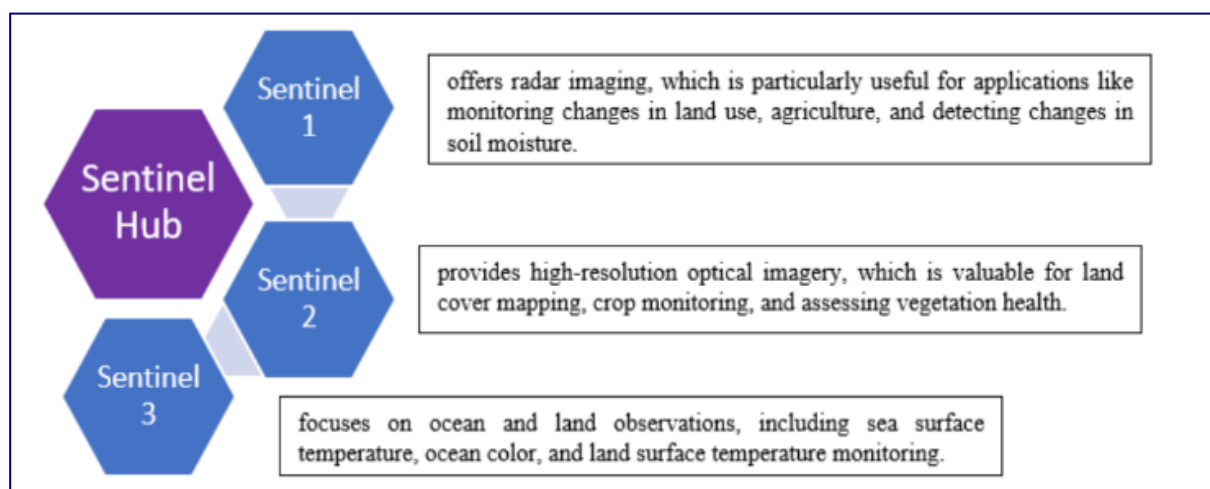 Sentinel
Hub
Sentinel
1
offers radar imaging, which is particularly useful for applications like
monitoring changes in land use, agriculture, and detecting changes in
soil moisture.
Sentinel
2
provides high-resolution optical imagery, which is valuable for land
cover mapping, crop monitoring, and assessing vegetation health.
Sentinel
3
focuses on ocean and land observations, including sea surface
temperature, ocean color, and land surface temperature monitoring.